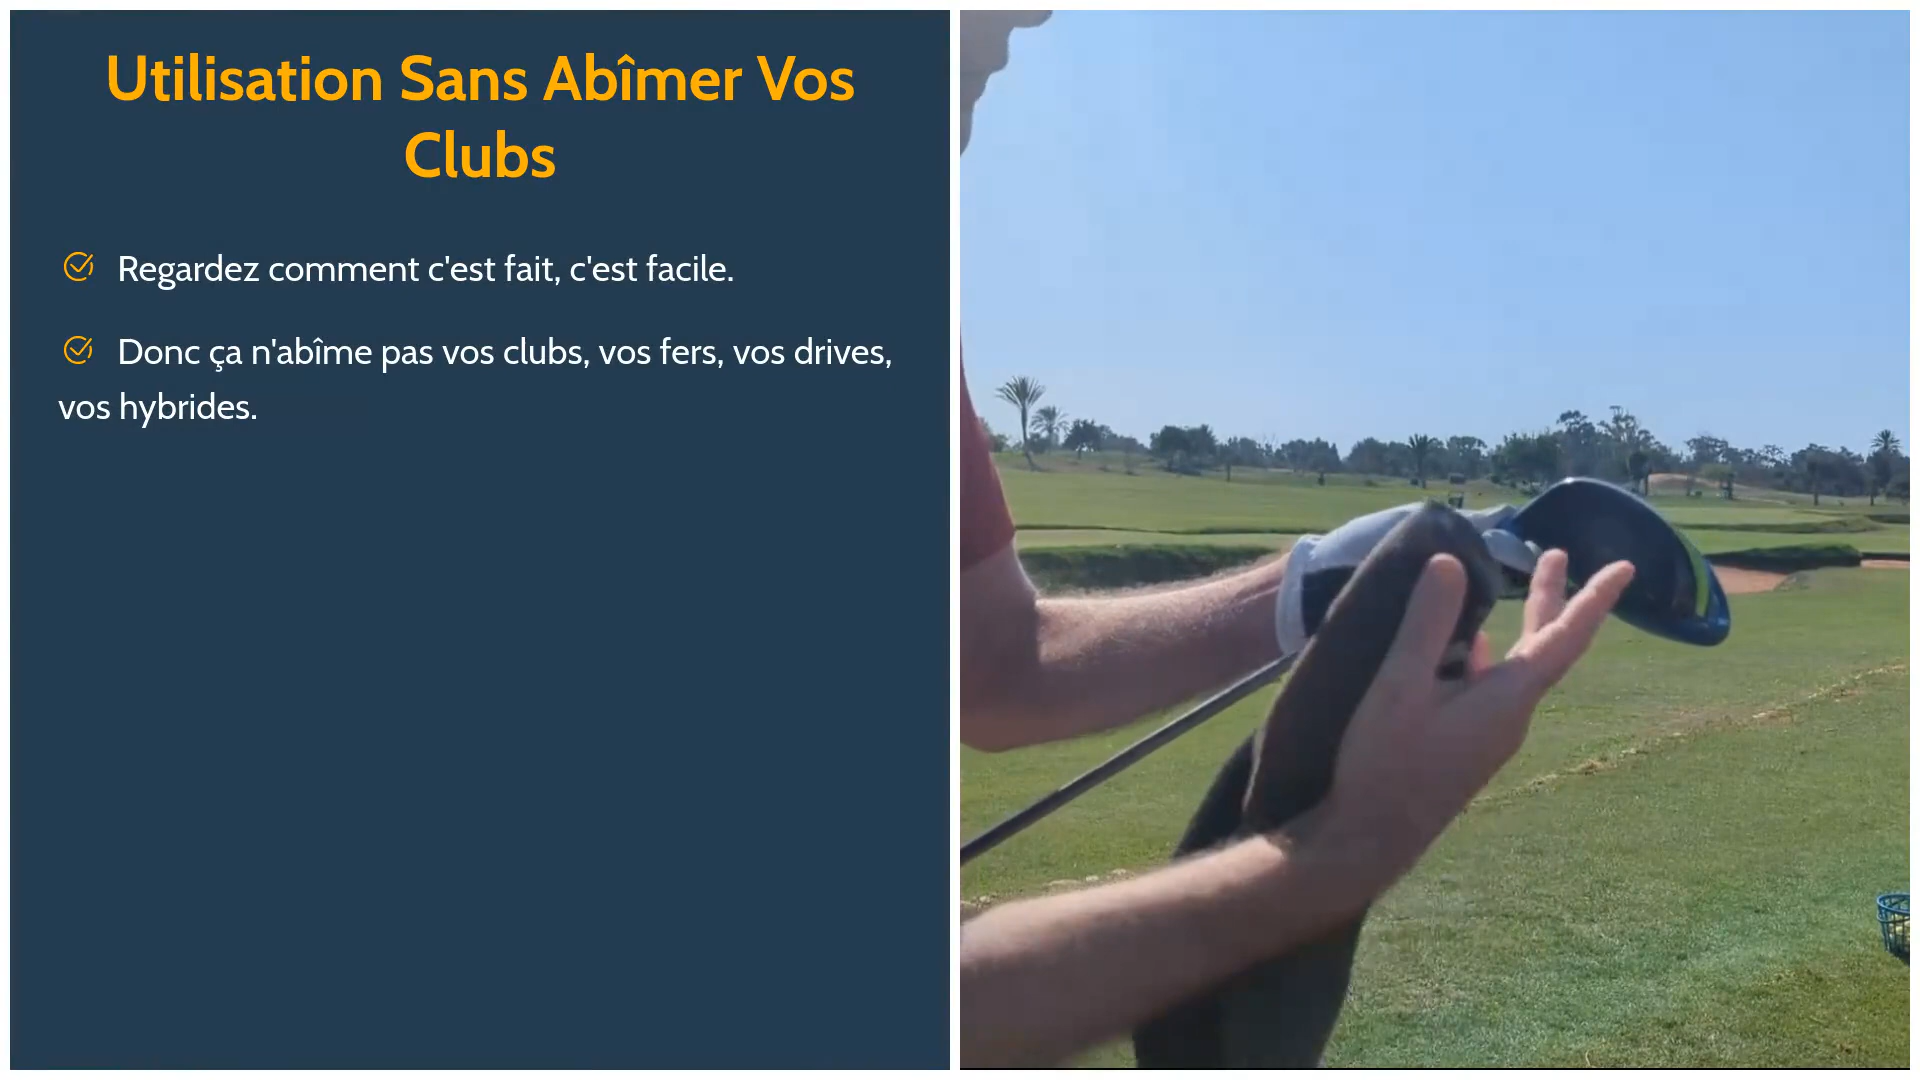 Utilisation Sans Abîmer Vos
Clubs
Regardez comment c'est fait, c'est facile.
Donc ça n'abîme pas vos clubs, vos fers, vos drives,
vos hybrides.